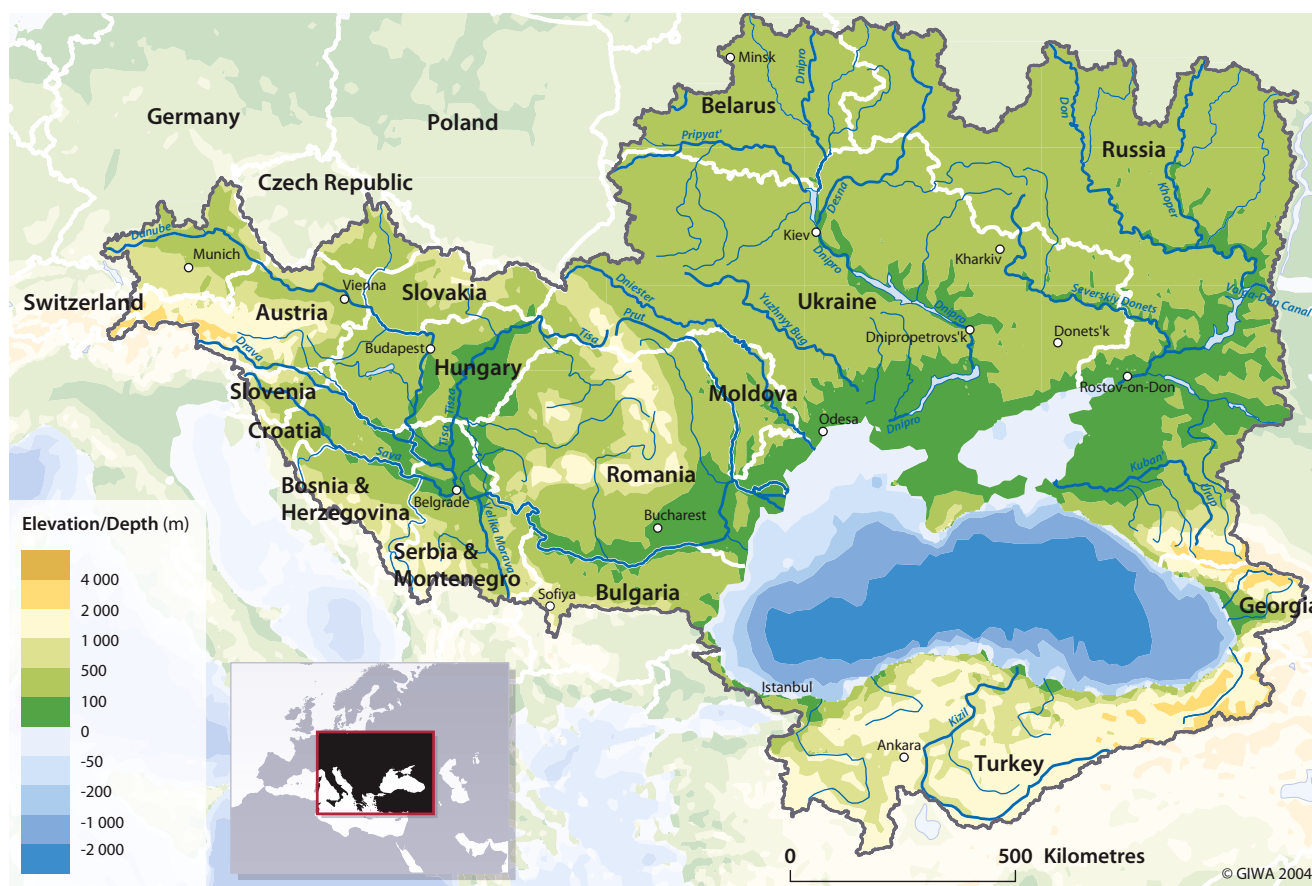 Minsk
Dnipro
Belarus
Germany
Poland
Don
Pripyat'
Russia
Czech Republic
Khoper
Desna
Danube
Kiev
Munich
Dnipro
Kharkiv
Switzerland
Vienna
Slovakia
Dniester
Yuzhnyy Bug
Ukraine
Severskiy Donets
Volga-Don Canal
Austria
Prut
Dnipro
Tisa
Dnipropetrovs'k
Donets'k
Drava
Budapest
Hungary
Rostov-on-Don
Slovenia
Moldova
Tisa
Tisza
Croatia
Odesa
Dnipro
Sava
Romania
Kuban'
Bosnia &
Herzegovina
Belgrade
Urup
Bucharest
Velika Morava
Serbia &
Montenegro
Sofiya
Bulgaria
Georgia
Istanbul
Kizil
Ankara
Turkey
Elevation/Depth (m)
4 000
2 000
1 000
500
100
0
-50
-200
-1 000
-2 000
0 500 Kilometres
© GIWA 2004